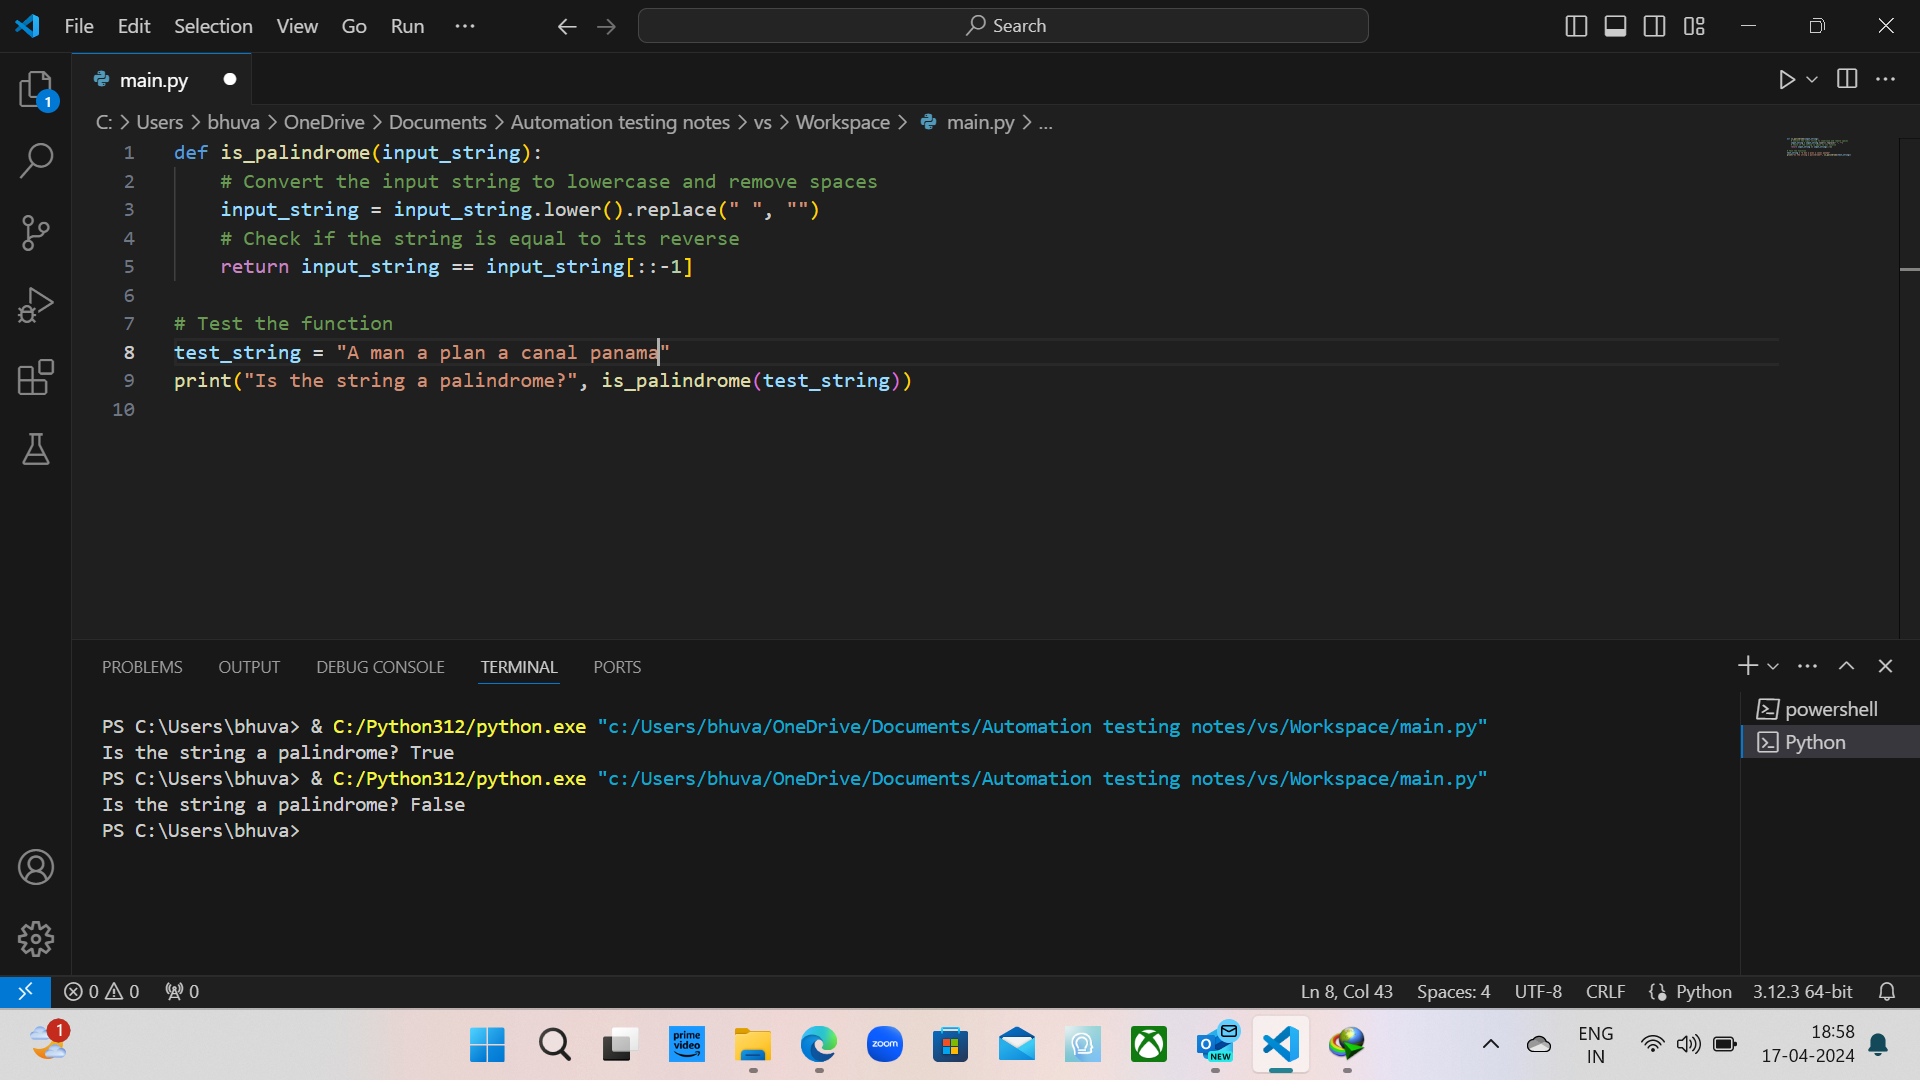 File Edit Selection View Go Run ··· Search
main.py
1
C: > Users > bhuva > OneDrive > Documents > Automation testing notes > vs > Workspace > main.py > ...
1 def is_palindrome(input_string):
2 # Convert the input string to lowercase and remove spaces
3 input_string = input_string.lower().replace(" ", "")
4 # Check if the string is equal to its reverse
5 return input_string == input_string[::-1]
6
7 # Test the function
8 test_string = "A man a plan a canal panama"
9 print("Is the string a palindrome?", is_palindrome(test_string))
10
PROBLEMS OUTPUT DEBUG CONSOLE TERMINAL PORTS
PS C:\Users\bhuva> & C:/Python312/python.exe "c:/Users/bhuva/OneDrive/Documents/Automation testing notes/vs/Workspace/main.py"
Is the string a palindrome? True
PS C:\Users\bhuva> & C:/Python312/python.exe "c:/Users/bhuva/OneDrive/Documents/Automation testing notes/vs/Workspace/main.py"
Is the string a palindrome? False
PS C:\Users\bhuva>
powershell
Python
0 0 0 Ln 8, Col 43 Spaces: 4 UTF-8 CRLF Python 3.12.3 64-bit
1
prime video
zoom
NEW
ENG
IN
18:58
17-04-2024